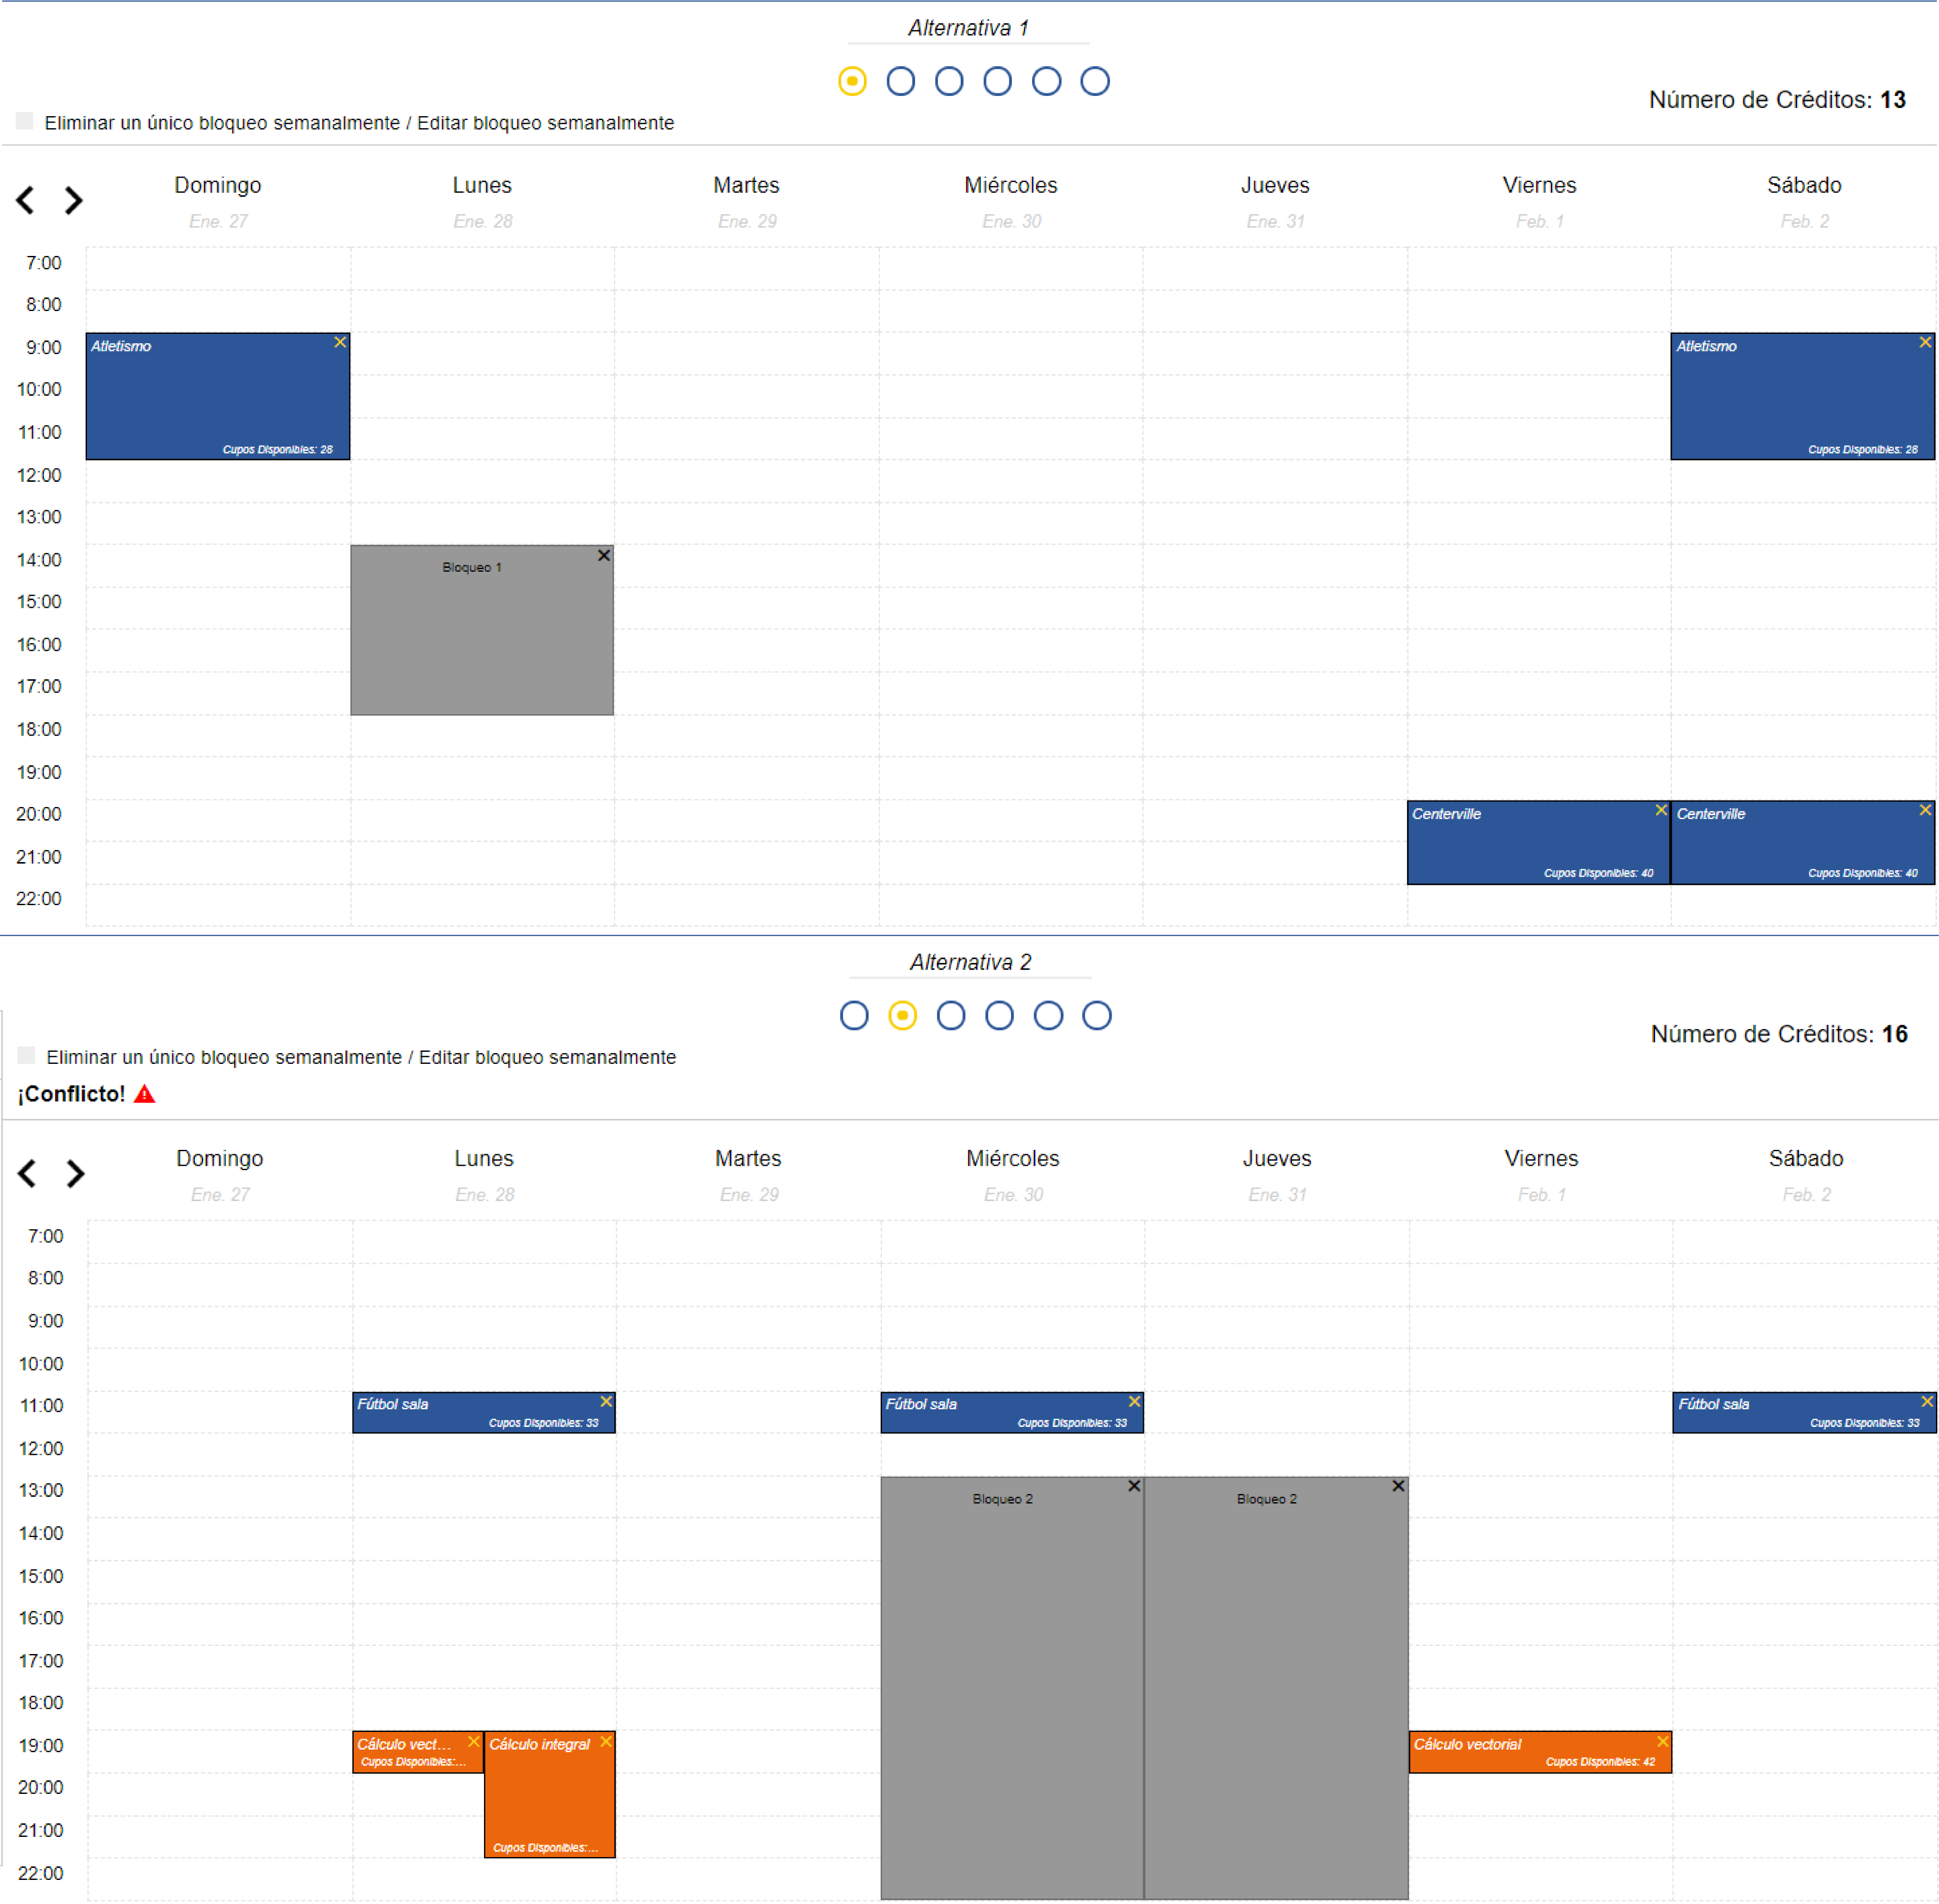 Alternativa 1
Número de Créditos: 13
Eliminar un único bloqueo semanalmente / Editar bloqueo semanalmente
Domingo Lunes Martes Miércoles Jueves Viernes Sábado
Ene. 27 Ene. 28 Ene. 29 Ene. 30 Ene. 31 Feb. 1 Feb. 2
7:00
8:00
9:00 Atletismo Atletismo
10:00
11:00
Cupos Disponibles: 28 Cupos Disponibles: 28
12:00
13:00
14:00
Bloqueo 1
15:00
16:00
17:00
18:00
19:00
20:00 Centerville Centerville
21:00
Cupos Disponibles: 40 Cupos Disponibles: 40
22:00
Alternativa 2
Número de Créditos: 16
Eliminar un único bloqueo semanalmente / Editar bloqueo semanalmente
¡Conflicto!
Domingo Lunes Martes Miércoles Jueves Viernes Sábado
Ene. 27 Ene. 28 Ene. 29 Ene. 30 Ene. 31 Feb. 1 Feb. 2
7:00
8:00
9:00
10:00
11:00 Fútbol sala Fútbol sala Fútbol sala
Cupos Disponibles: 33 Cupos Disponibles: 33 Cupos Disponibles: 33
12:00
13:00 Bloqueo 2 Bloqueo 2
14:00
15:00
16:00
17:00
18:00
19:00 Cálculo vect... Cálculo integral Cálculo vectorial
Cupos Disponibles:... Cupos Disponibles: 42
20:00
21:00
Cupos Disponibles:...
22:00